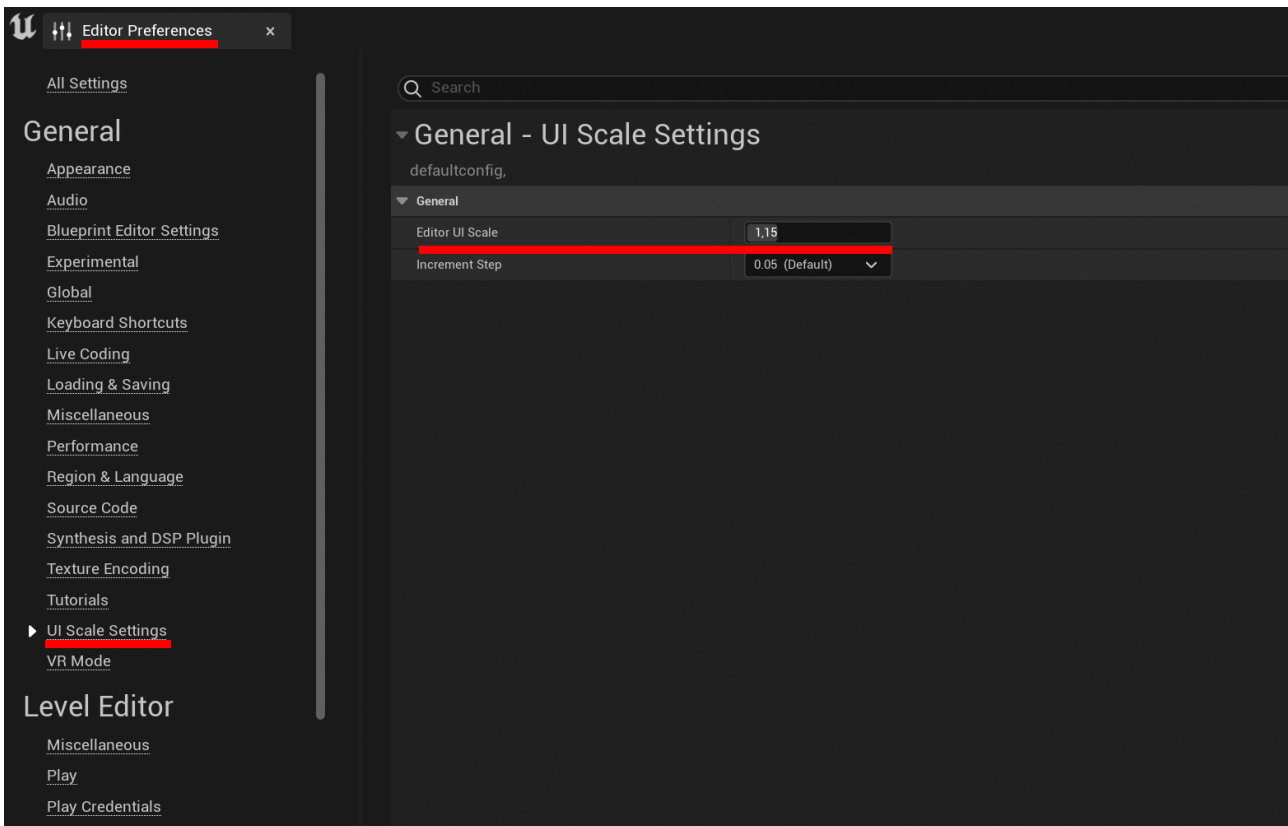 Editor Preferences
All Settings
General
Appearance
Audio
Blueprint Editor Settings
Experimental
Global
Keyboard Shortcuts
Live Coding
Loading & Saving
Miscellaneous
Performance
Region & Language
Source Code
Synthesis and DSP Plugin
Texture Encoding
Tutorials
UI Scale Settings
VR Mode
Level Editor
Miscellaneous
Play
Play Credentials
Search
General - UI Scale Settings
defaultconfig,
General
Editor UI Scale 1,15
Increment Step 0.05 (Default)